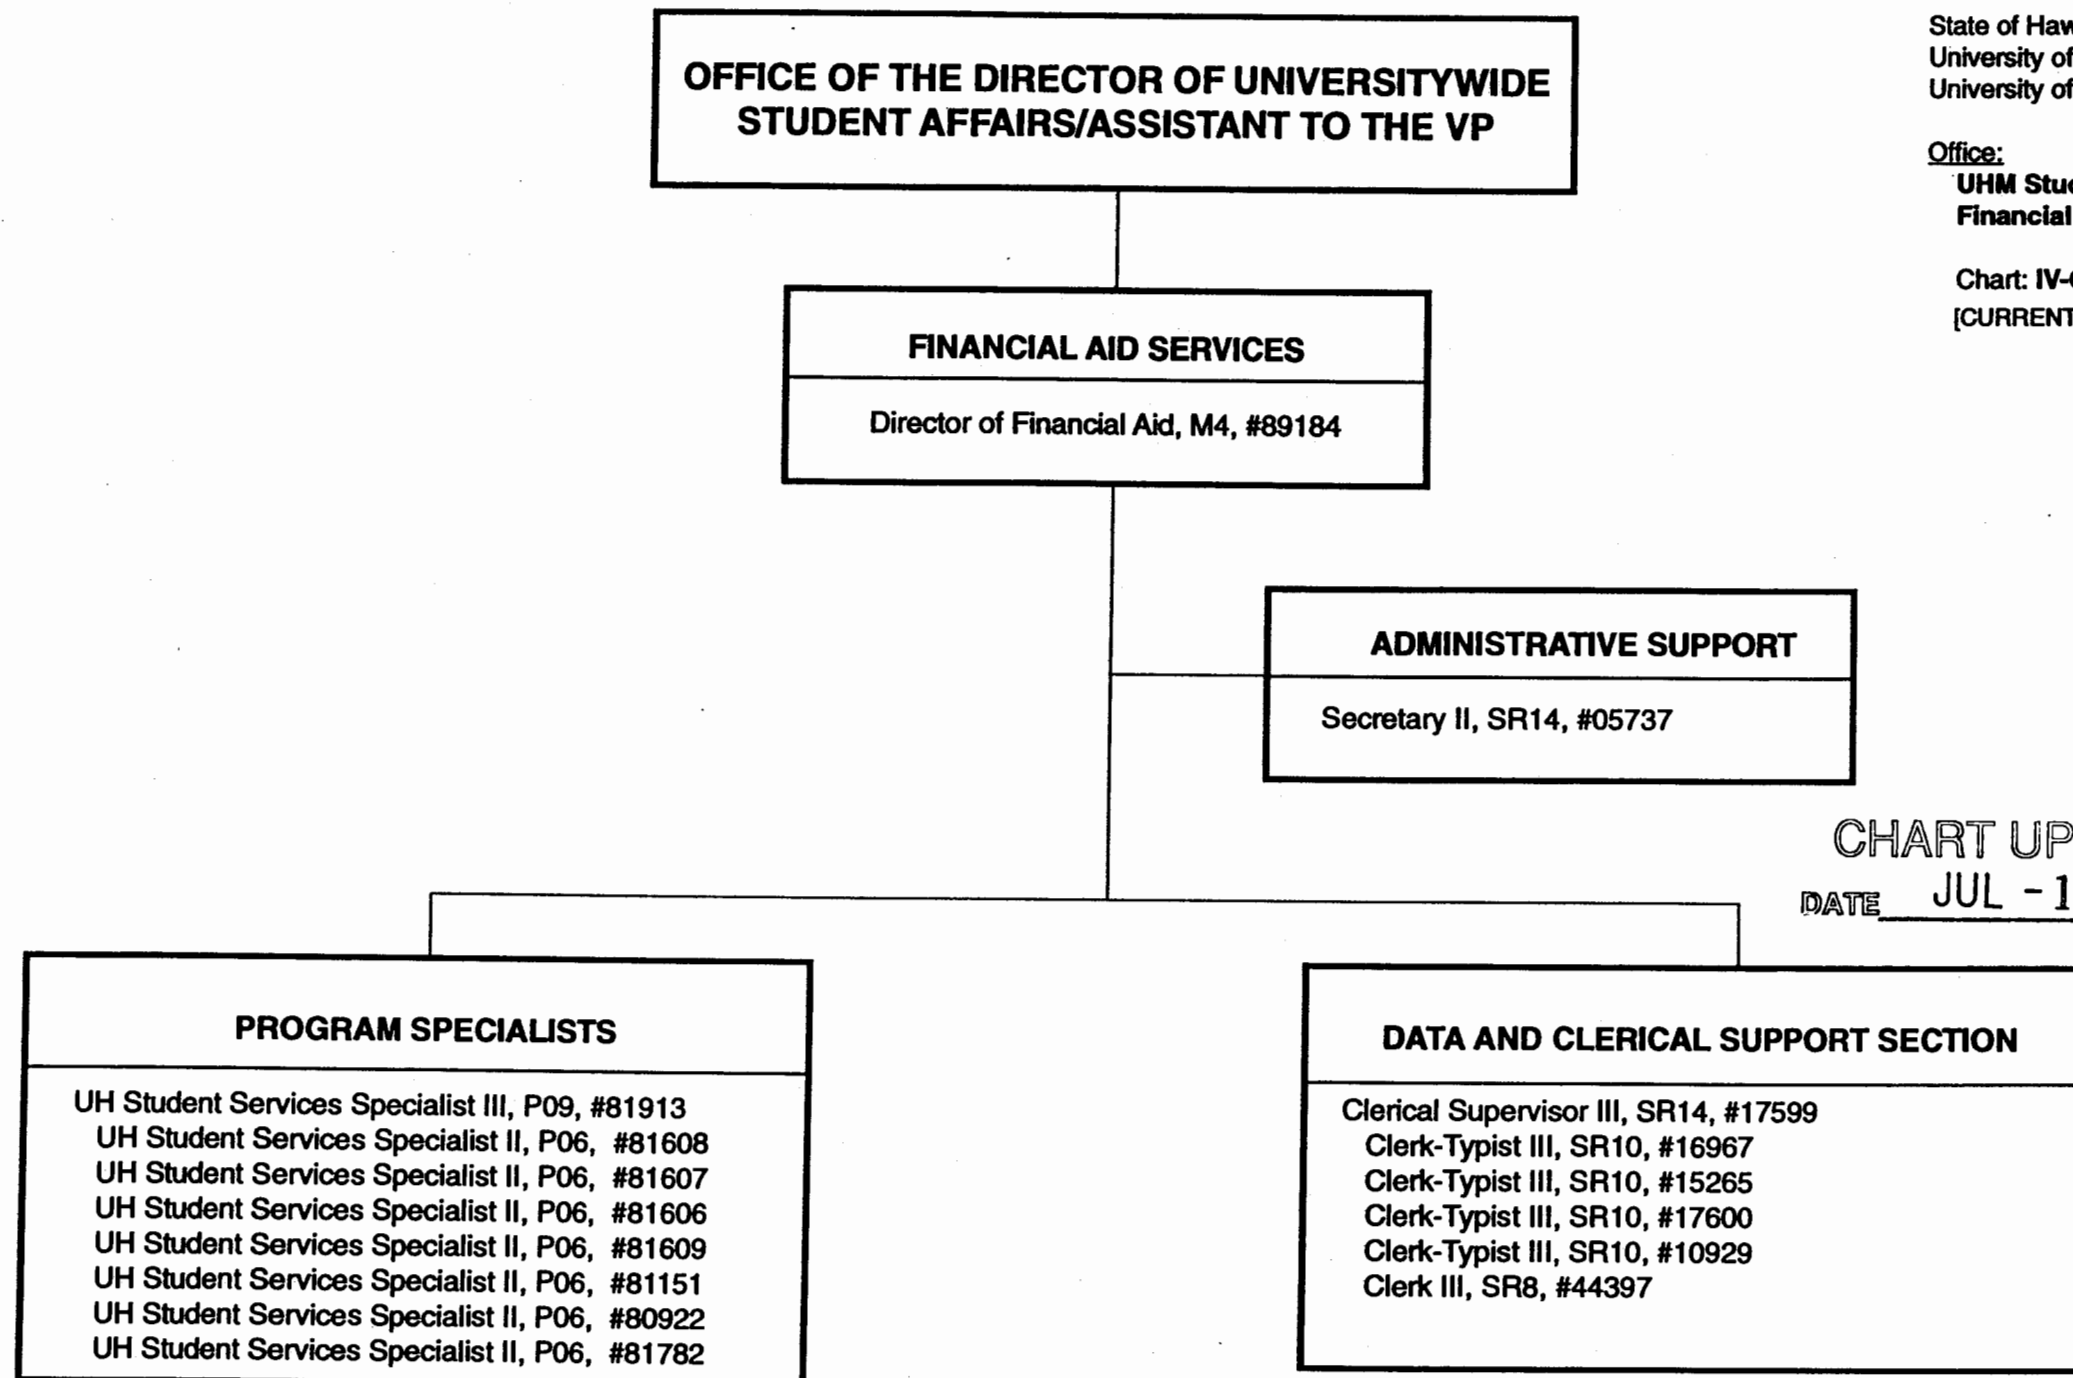 OFFICE OF THE DIRECTOR OF UNIVERSITYWIDE
STUDENT AFFAIRS/ASSISTANT TO THE VP
State of
University of
University of
Office:
UHM
Financial
Chart:
FINANCIAL AID SERVICES
Director of Financial Aid, M4, #89184
ADMINISTRATIVE SUPPORT
Secretary II, SR14, #05737
CHART
DATE JUL - 1
PROGRAM SPECIALISTS
UH Student Services Specialist III, P09, #81913
UH Student Services Specialist II, P06, #81608
UH Student Services Specialist II, P06, #81607
UH Student Services Specialist II, P06, #81606
UH Student Services Specialist II, P06, #81609
UH Student Services Specialist II, P06, #81151
UH Student Services Specialist II, P06, #80922
UH Student Services Specialist II, P06, #81782
DATA AND CLERICAL SUPPORT SECTION
Clerical Supervisor III, SR14, #17599
Clerk-Typist III, SR10, #16967
Clerk-Typist III, SR10, #15265
Clerk-Typist III, SR10, #17600
Clerk-Typist III, SR10, #10929
Clerk III, SR8, #44397